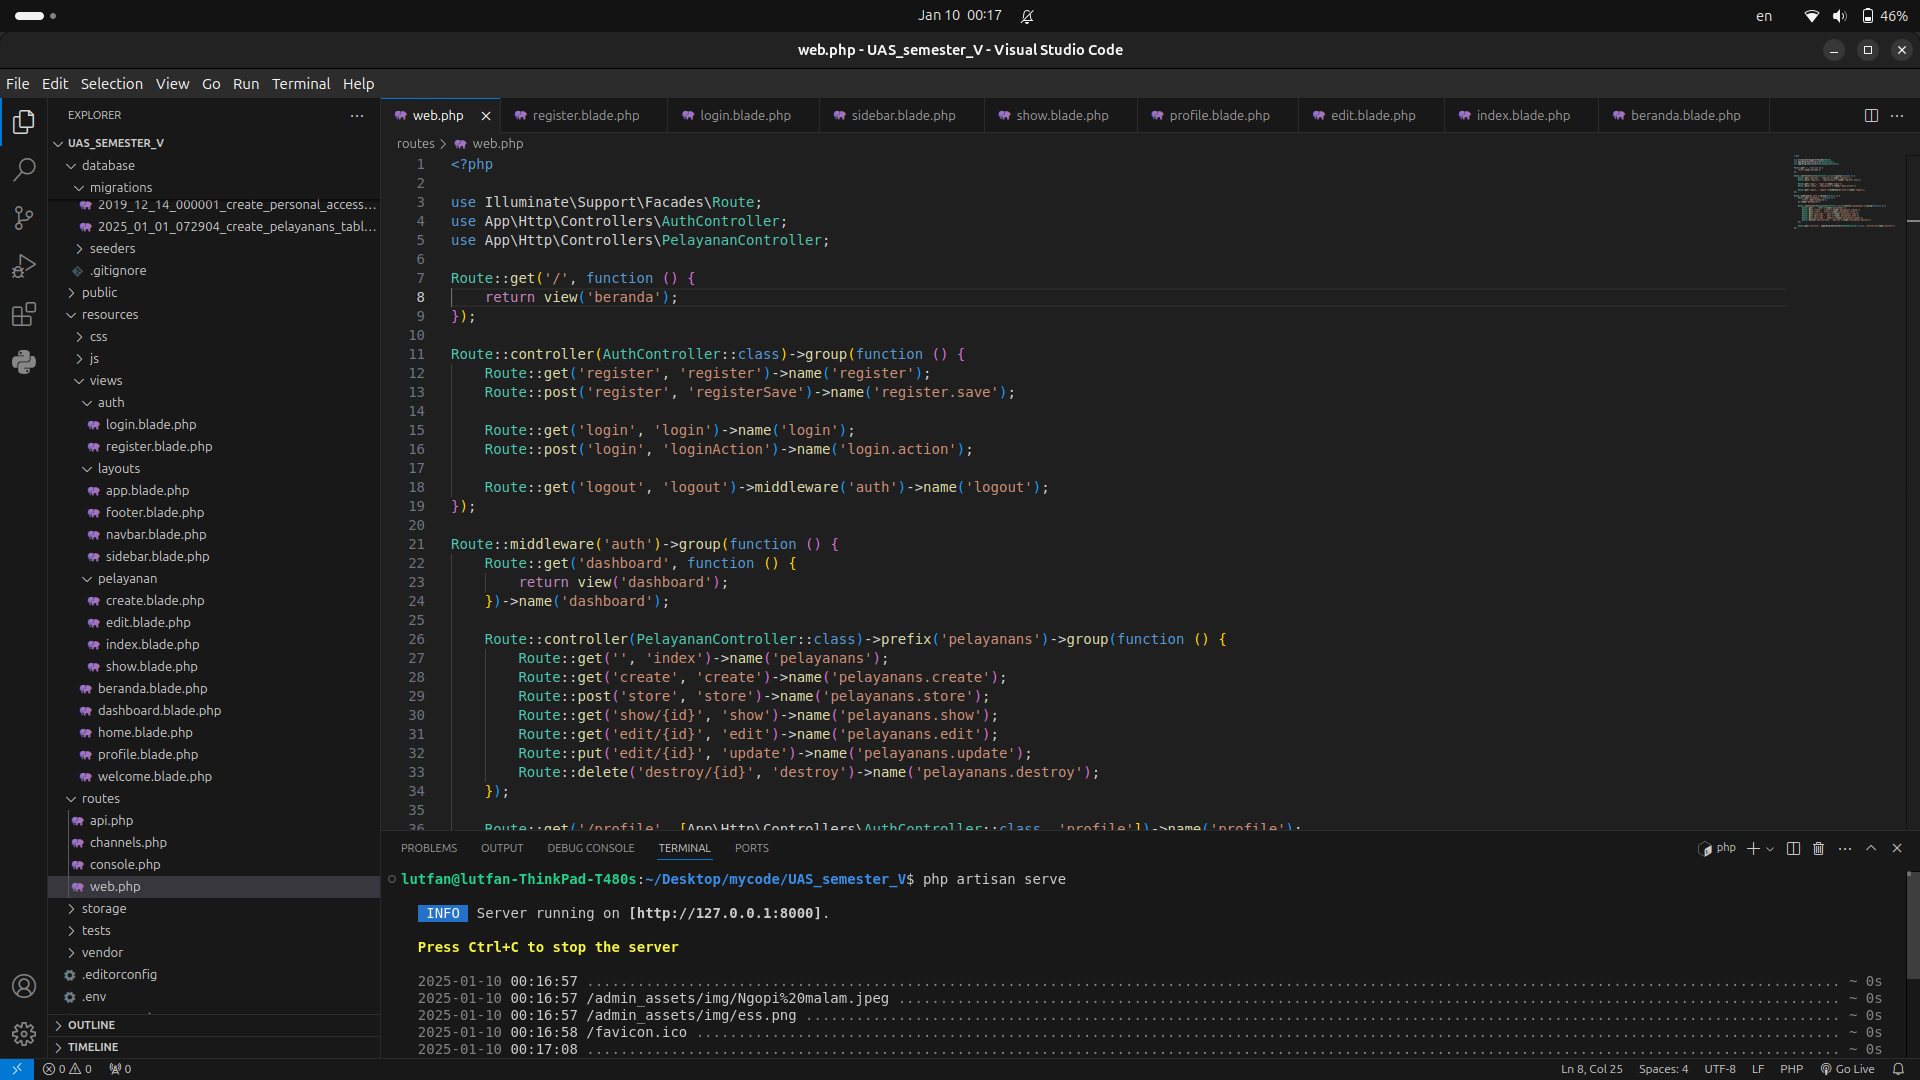 Jan 10 00:17
en
46%
web.php - UAS_semester_V - Visual Studio Code
File Edit Selection View Go Run Terminal Help
EXPLORER
UAS_SEMESTER_V
database
migrations
2019_12_14_000001_create_personal_access...
2025_01_01_072904_create_pelayanans_tabl...
seeders
.gitignore
public
resources
css
js
views
auth
login.blade.php
register.blade.php
layouts
app.blade.php
footer.blade.php
navbar.blade.php
sidebar.blade.php
pelayanan
create.blade.php
edit.blade.php
index.blade.php
show.blade.php
beranda.blade.php
dashboard.blade.php
home.blade.php
profile.blade.php
welcome.blade.php
routes
api.php
channels.php
console.php
web.php
storage
tests
vendor
.editorconfig
.env
OUTLINE
TIMELINE
web.php register.blade.php login.blade.php sidebar.blade.php show.blade.php profile.blade.php edit.blade.php index.blade.php beranda.blade.php
routes > web.php
1 <?php
2
3 use Illuminate\Support\Facades\Route;
4 use App\Http\Controllers\AuthController;
5 use App\Http\Controllers\PelayananController;
6
7 Route::get('/', function () {
8     return view('beranda');
9 });
10
11 Route::controller(AuthController::class)->group(function () {
12     Route::get('register', 'register')->name('register');
13     Route::post('register', 'registerSave')->name('register.save');
14
15     Route::get('login', 'login')->name('login');
16     Route::post('login', 'loginAction')->name('login.action');
17
18     Route::get('logout', 'logout')->middleware('auth')->name('logout');
19 });
20
21 Route::middleware('auth')->group(function () {
22     Route::get('dashboard', function () {
23         return view('dashboard');
24     })->name('dashboard');
25
26     Route::controller(PelayananController::class)->prefix('pelayanans')->group(function () {
27         Route::get('', 'index')->name('pelayanans');
28         Route::get('create', 'create')->name('pelayanans.create');
29         Route::post('store', 'store')->name('pelayanans.store');
30         Route::get('show/{id}', 'show')->name('pelayanans.show');
31         Route::get('edit/{id}', 'edit')->name('pelayanans.edit');
32         Route::put('edit/{id}', 'update')->name('pelayanans.update');
33         Route::delete('destroy/{id}', 'destroy')->name('pelayanans.destroy');
34     });
35
36     Route::get('/profile', [App\Http\Controllers\AuthController::class, 'profile'])->name('profile');
PROBLEMS OUTPUT DEBUG CONSOLE TERMINAL PORTS
php
lutfan@lutfan-ThinkPad-T480s:~/Desktop/mycode/UAS_semester_V$ php artisan serve
INFO Server running on [http://127.0.0.1:8000].
Press Ctrl+C to stop the server
2025-01-10 00:16:57 ................ ~ 0s
2025-01-10 00:16:57 /admin_assets/img/Ngopi%20malam.jpeg ................ ~ 0s
2025-01-10 00:16:57 /admin_assets/img/ess.png ................ ~ 0s
2025-01-10 00:16:58 /favicon.ico ................ ~ 0s
2025-01-10 00:17:08 ................ ~ 0s
0 0 0
Ln 8, Col 25 Spaces: 4 UTF-8 LF PHP Go Live